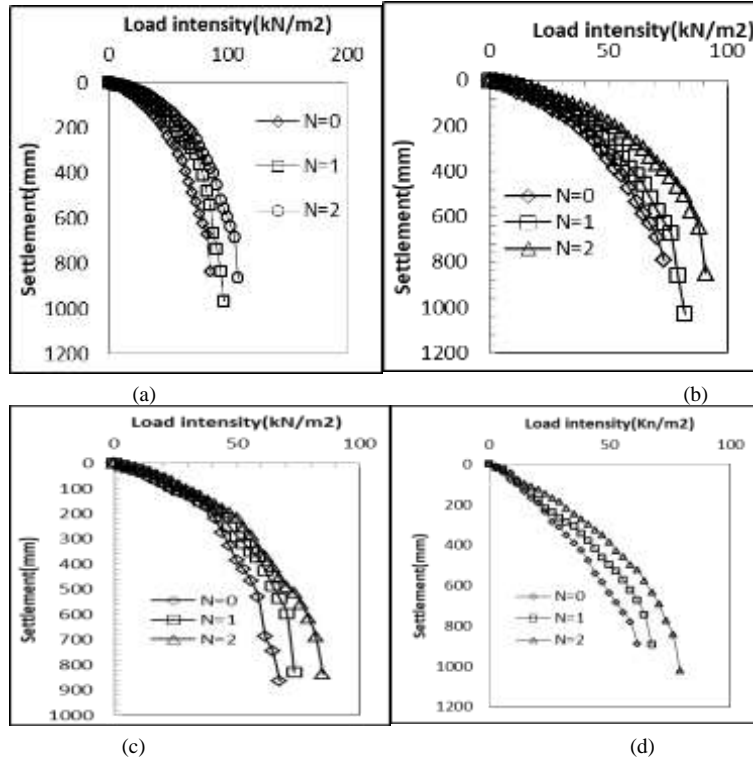 Load intensity(kN/m2)
0 100 200
0
200
400
600
800
1000
1200
Settlement(mm)
N=0
N=1
N=2
(a)
Load intensity(kN/m2)
0 50 100
0
200
400
600
800
1000
1200
Settlement(mm)
N=0
N=1
N=2
(b)
Load intensity(kN/m2)
0 50 100
0
100
200
300
400
500
600
700
800
900
1000
Settlement(mm)
N=0
N=1
N=2
(c)
Load intensity(Kn/m2)
0 50 100
0
200
400
600
800
1000
1200
Settlement(mm)
N=0
N=1
N=2
(d)